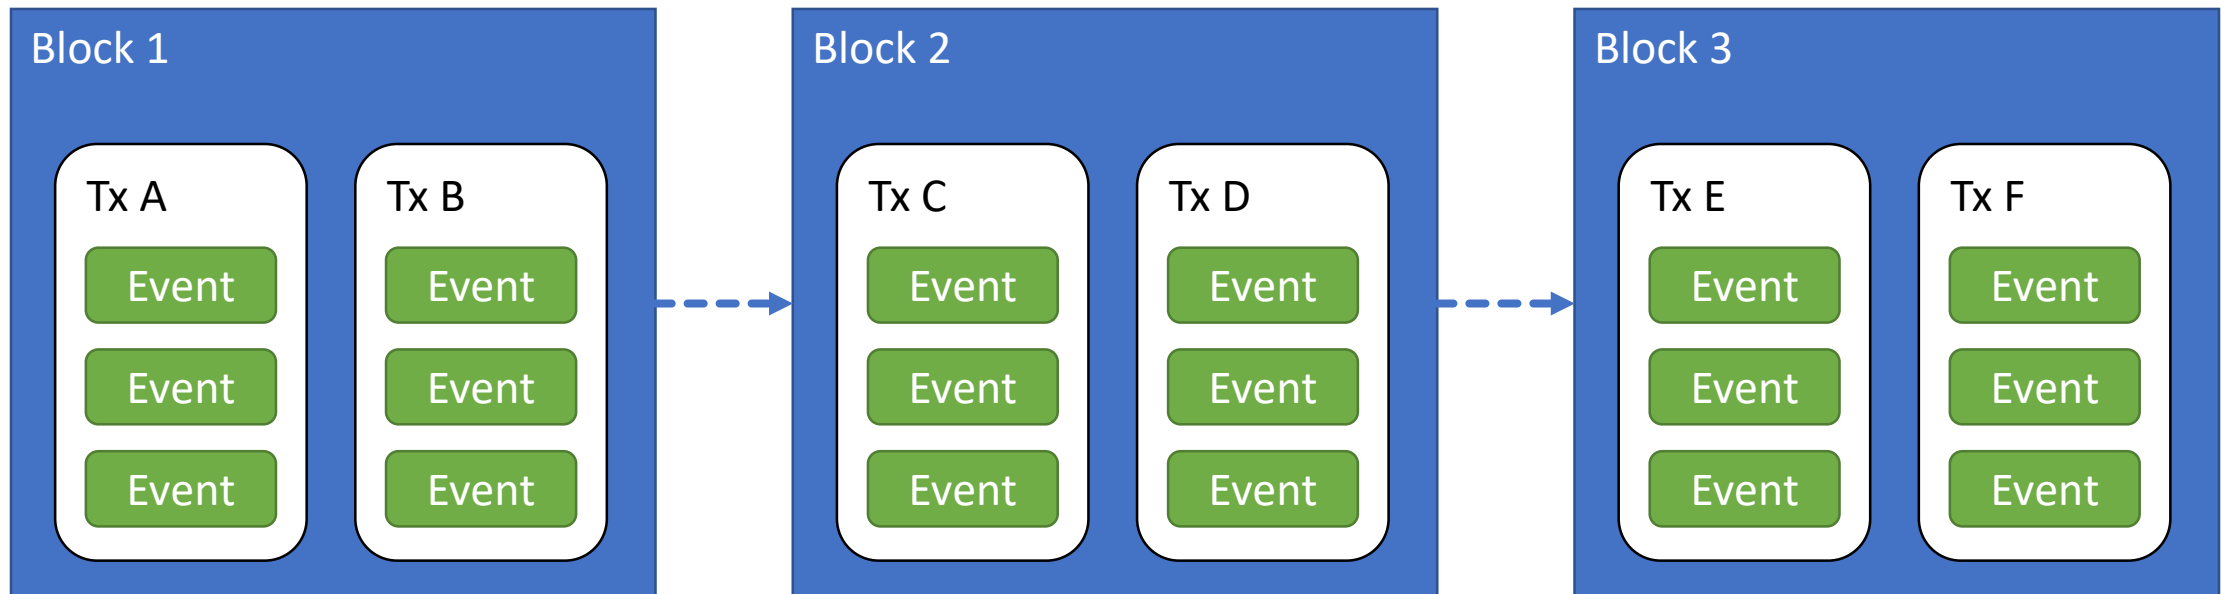 Block 1
Tx A
Event
Event
Event
Tx B
Event
Event
Event
Block 2
Tx C
Event
Event
Event
Tx D
Event
Event
Event
Block 3
Tx E
Event
Event
Event
Tx F
Event
Event
Event